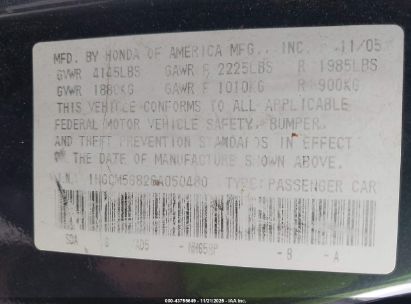 MFD. BY HONDA OF AMERICA MFG., INC. 11/05
GVWR 4145LBS GAWR F 2225LBS R 1985LBS
GVWR 1880KG GAWR F 1010KG R 900KG
THIS VEHICLE CONFORMS TO ALL APPLICABLE
FEDERAL MOTOR VEHICLE SAFETY, BUMPER,
AND THEFT PREVENTION STANDARDS IN EFFECT
ON THE DATE OF MANUFACTURE SHOWN ABOVE.
TYPE: PASSENGER CAR
SDA -B -A